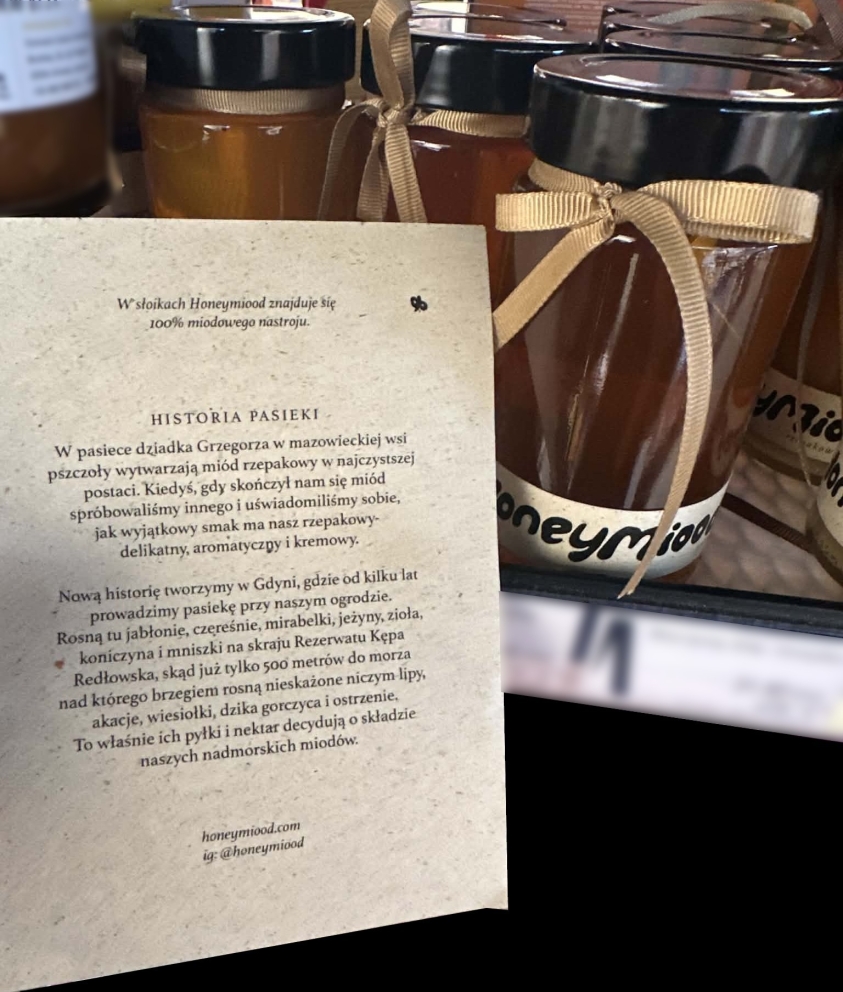 W słoikach Honeymiood znajduje się
100% miodowego nastroju.
HISTORIA PASIEKI
W pasiece dziadka Grzegorza w mazowieckiej wsi
pszczoły wytwarzają miód rzepakowy w najczystszej
postaci. Kiedyś, gdy skończył nam się miód
spróbowaliśmy innego i uświadomiliśmy sobie,
jak wyjątkowy smak ma nasz rzepakowy-
delikatny, aromatyczny i kremowy.
Nową historię tworzymy w Gdyni, gdzie od kilku lat
prowadzimy pasiekę przy naszym ogrodzie.
Rosną tu jabłonie, czereśnie, mirabelki, jeżyny, zioła,
koniczyna i mniszki na skraju Rezerwatu Kępa
Redłowska, skąd już tylko 500 metrów do morza
nad którego brzegiem rosną nieskażone niczym lipy,
akacje, wiesiołki, dzika gorczyca i ostrzenie.
To właśnie ich pyłki i nektar decydują o składzie
naszych nadmorskich miodów.
honeymiood.com
ig: @honeymiood
honeymiood